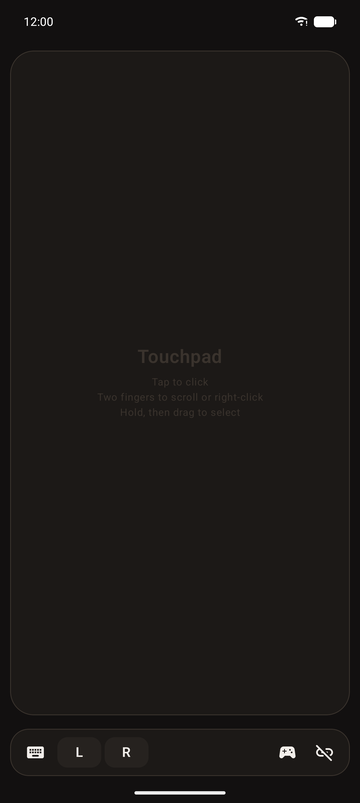 12:00
Touchpad
Tap to click
Two fingers to scroll or right-click
Hold, then drag to select
L
R